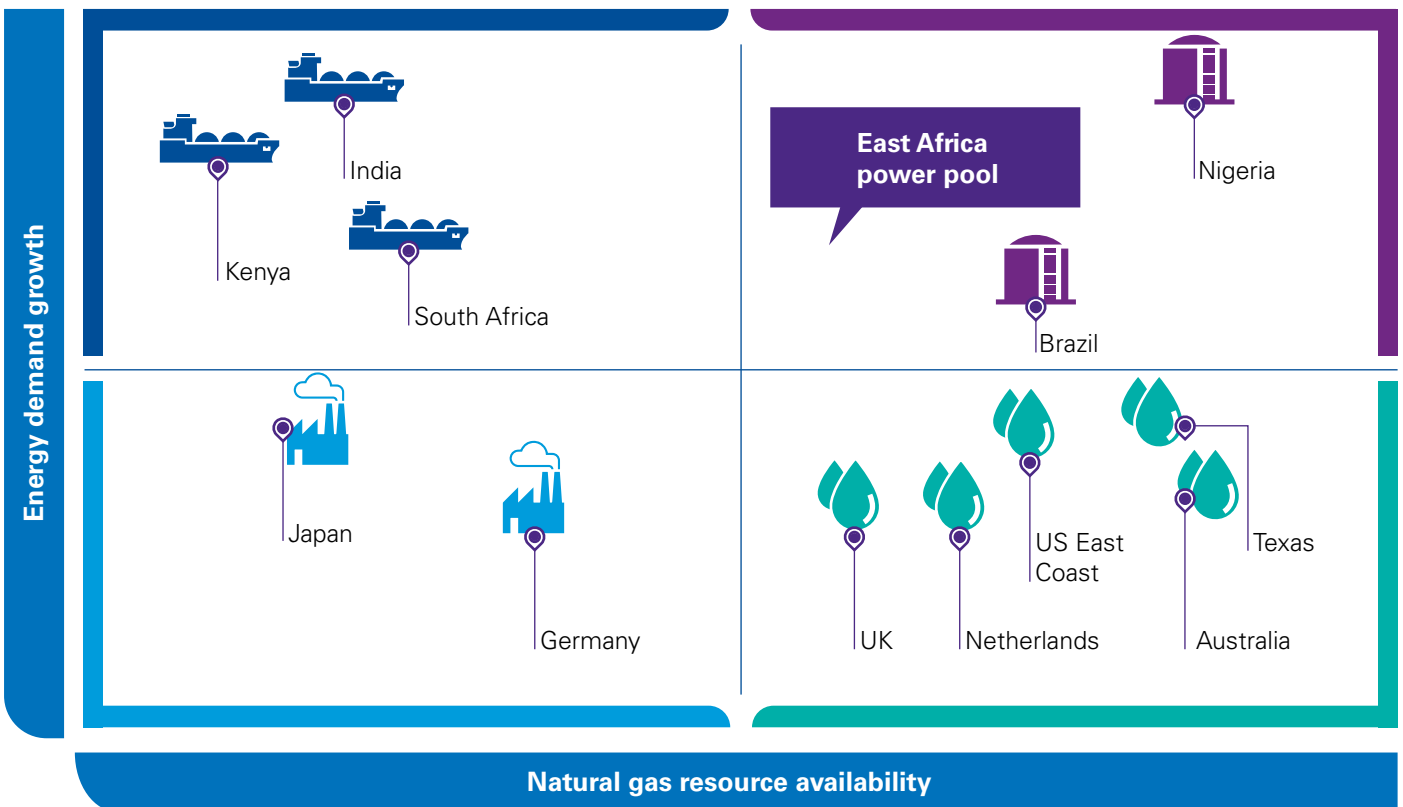 Energy demand growth
India
Kenya
South Africa
East Africa
power pool
Nigeria
Brazil
Japan
Germany
UK
Netherlands
US East
Coast
Texas
Australia
Natural gas resource availability